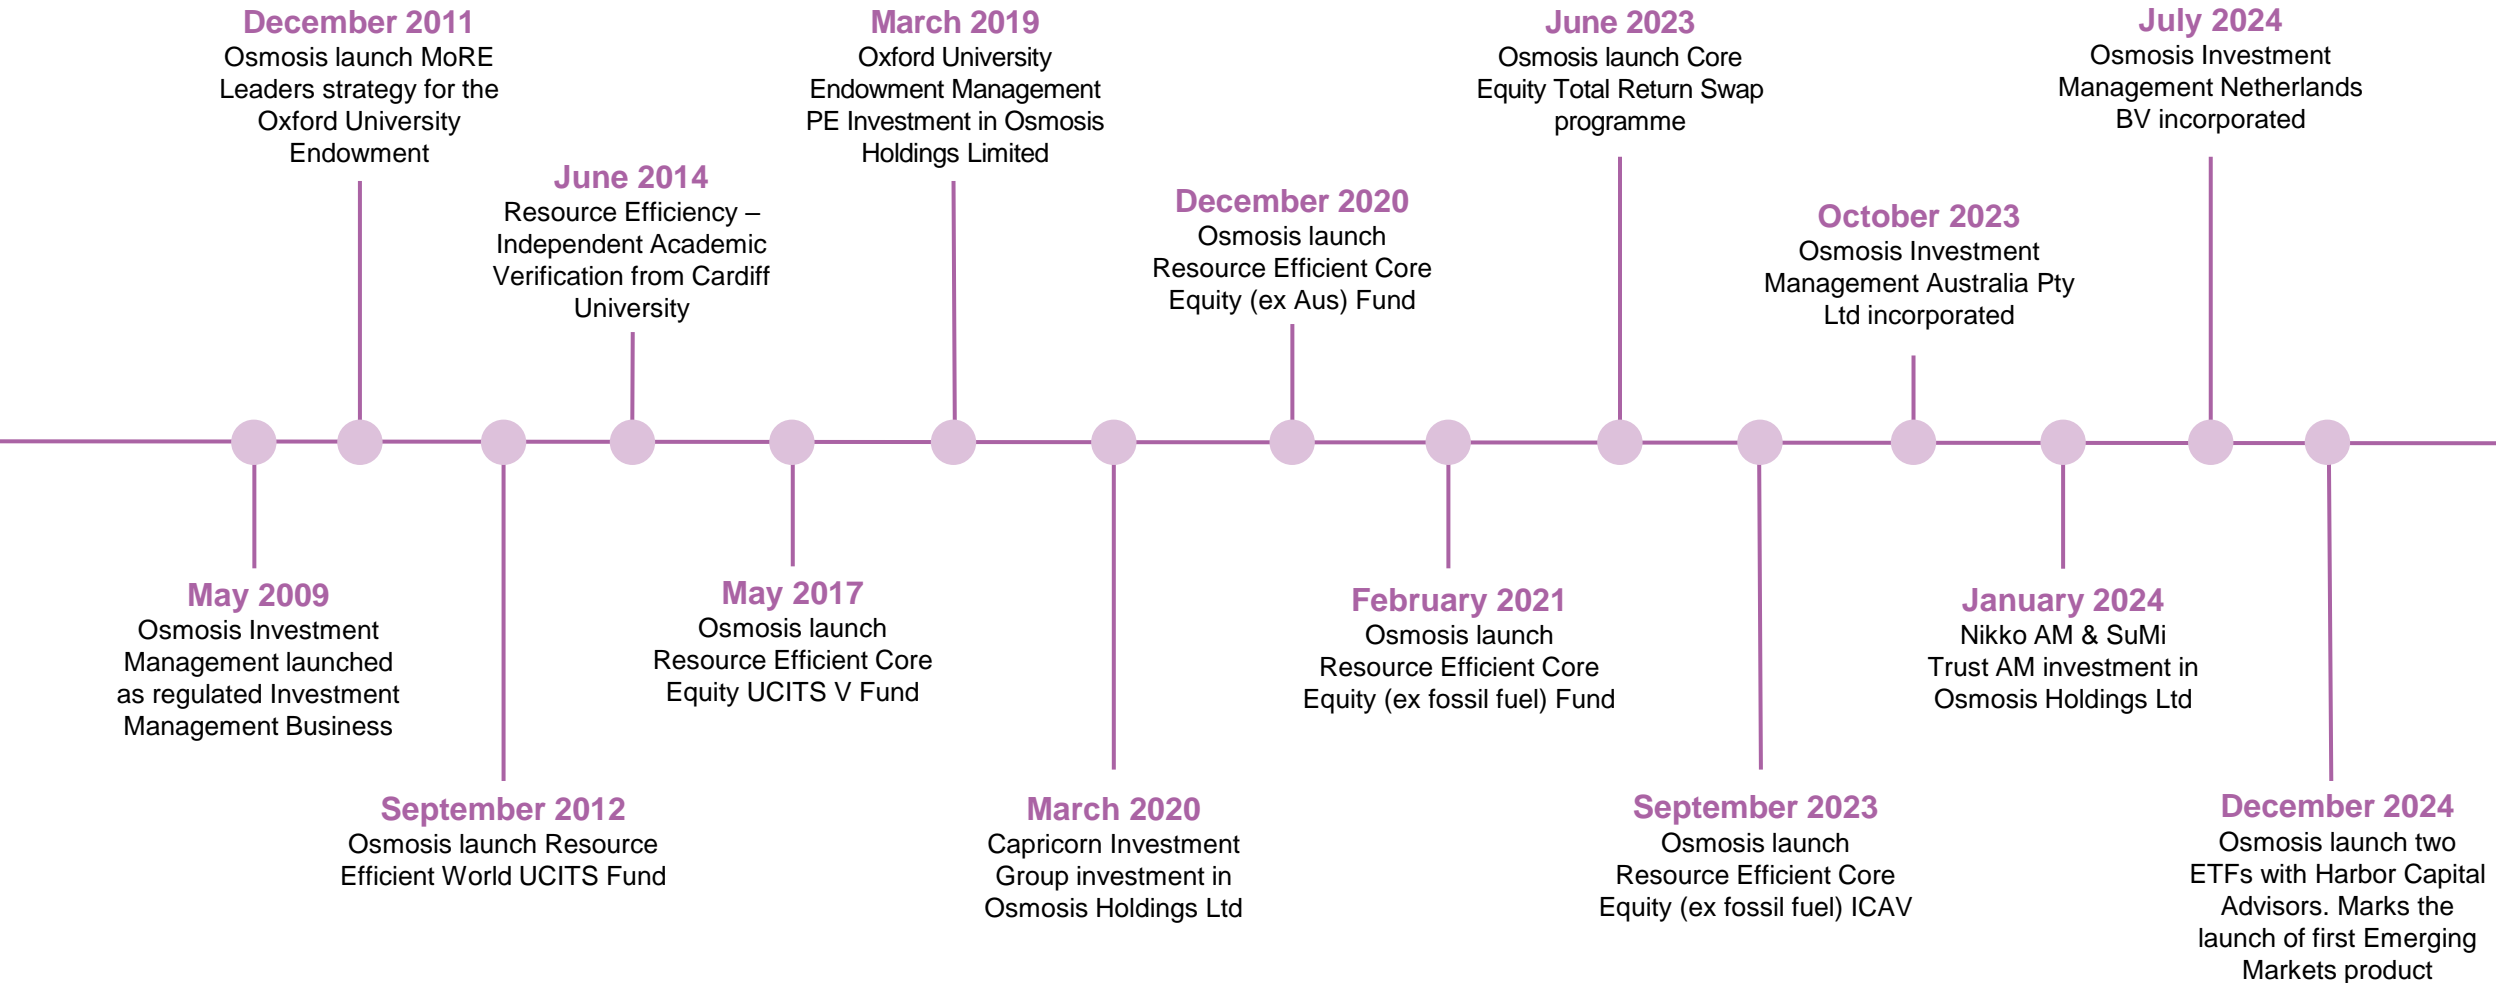 December 2011
Osmosis launch MoRE
Leaders strategy for the
Oxford University
Endowment
June 2014
Resource Efficiency –
Independent Academic
Verification from Cardiff
University
March 2019
Oxford University
Endowment Management
PE Investment in Osmosis
Holdings Limited
December 2020
Osmosis launch
Resource Efficient Core
Equity (ex Aus) Fund
June 2023
Osmosis launch Core
Equity Total Return Swap
programme
October 2023
Osmosis Investment
Management Australia Pty
Ltd incorporated
July 2024
Osmosis Investment
Management Netherlands
BV incorporated
May 2009
Osmosis Investment
Management launched
as regulated Investment
Management Business
September 2012
Osmosis launch Resource
Efficient World UCITS Fund
May 2017
Osmosis launch
Resource Efficient Core
Equity UCITS V Fund
March 2020
Capricorn Investment
Group investment in
Osmosis Holdings Ltd
February 2021
Osmosis launch
Resource Efficient Core
Equity (ex fossil fuel) Fund
September 2023
Osmosis launch
Resource Efficient Core
Equity (ex fossil fuel) ICAV
January 2024
Nikko AM & SuMi
Trust AM investment in
Osmosis Holdings Ltd
December 2024
Osmosis launch two
ETFs with Harbor Capital
Advisors. Marks the
launch of first Emerging
Markets product